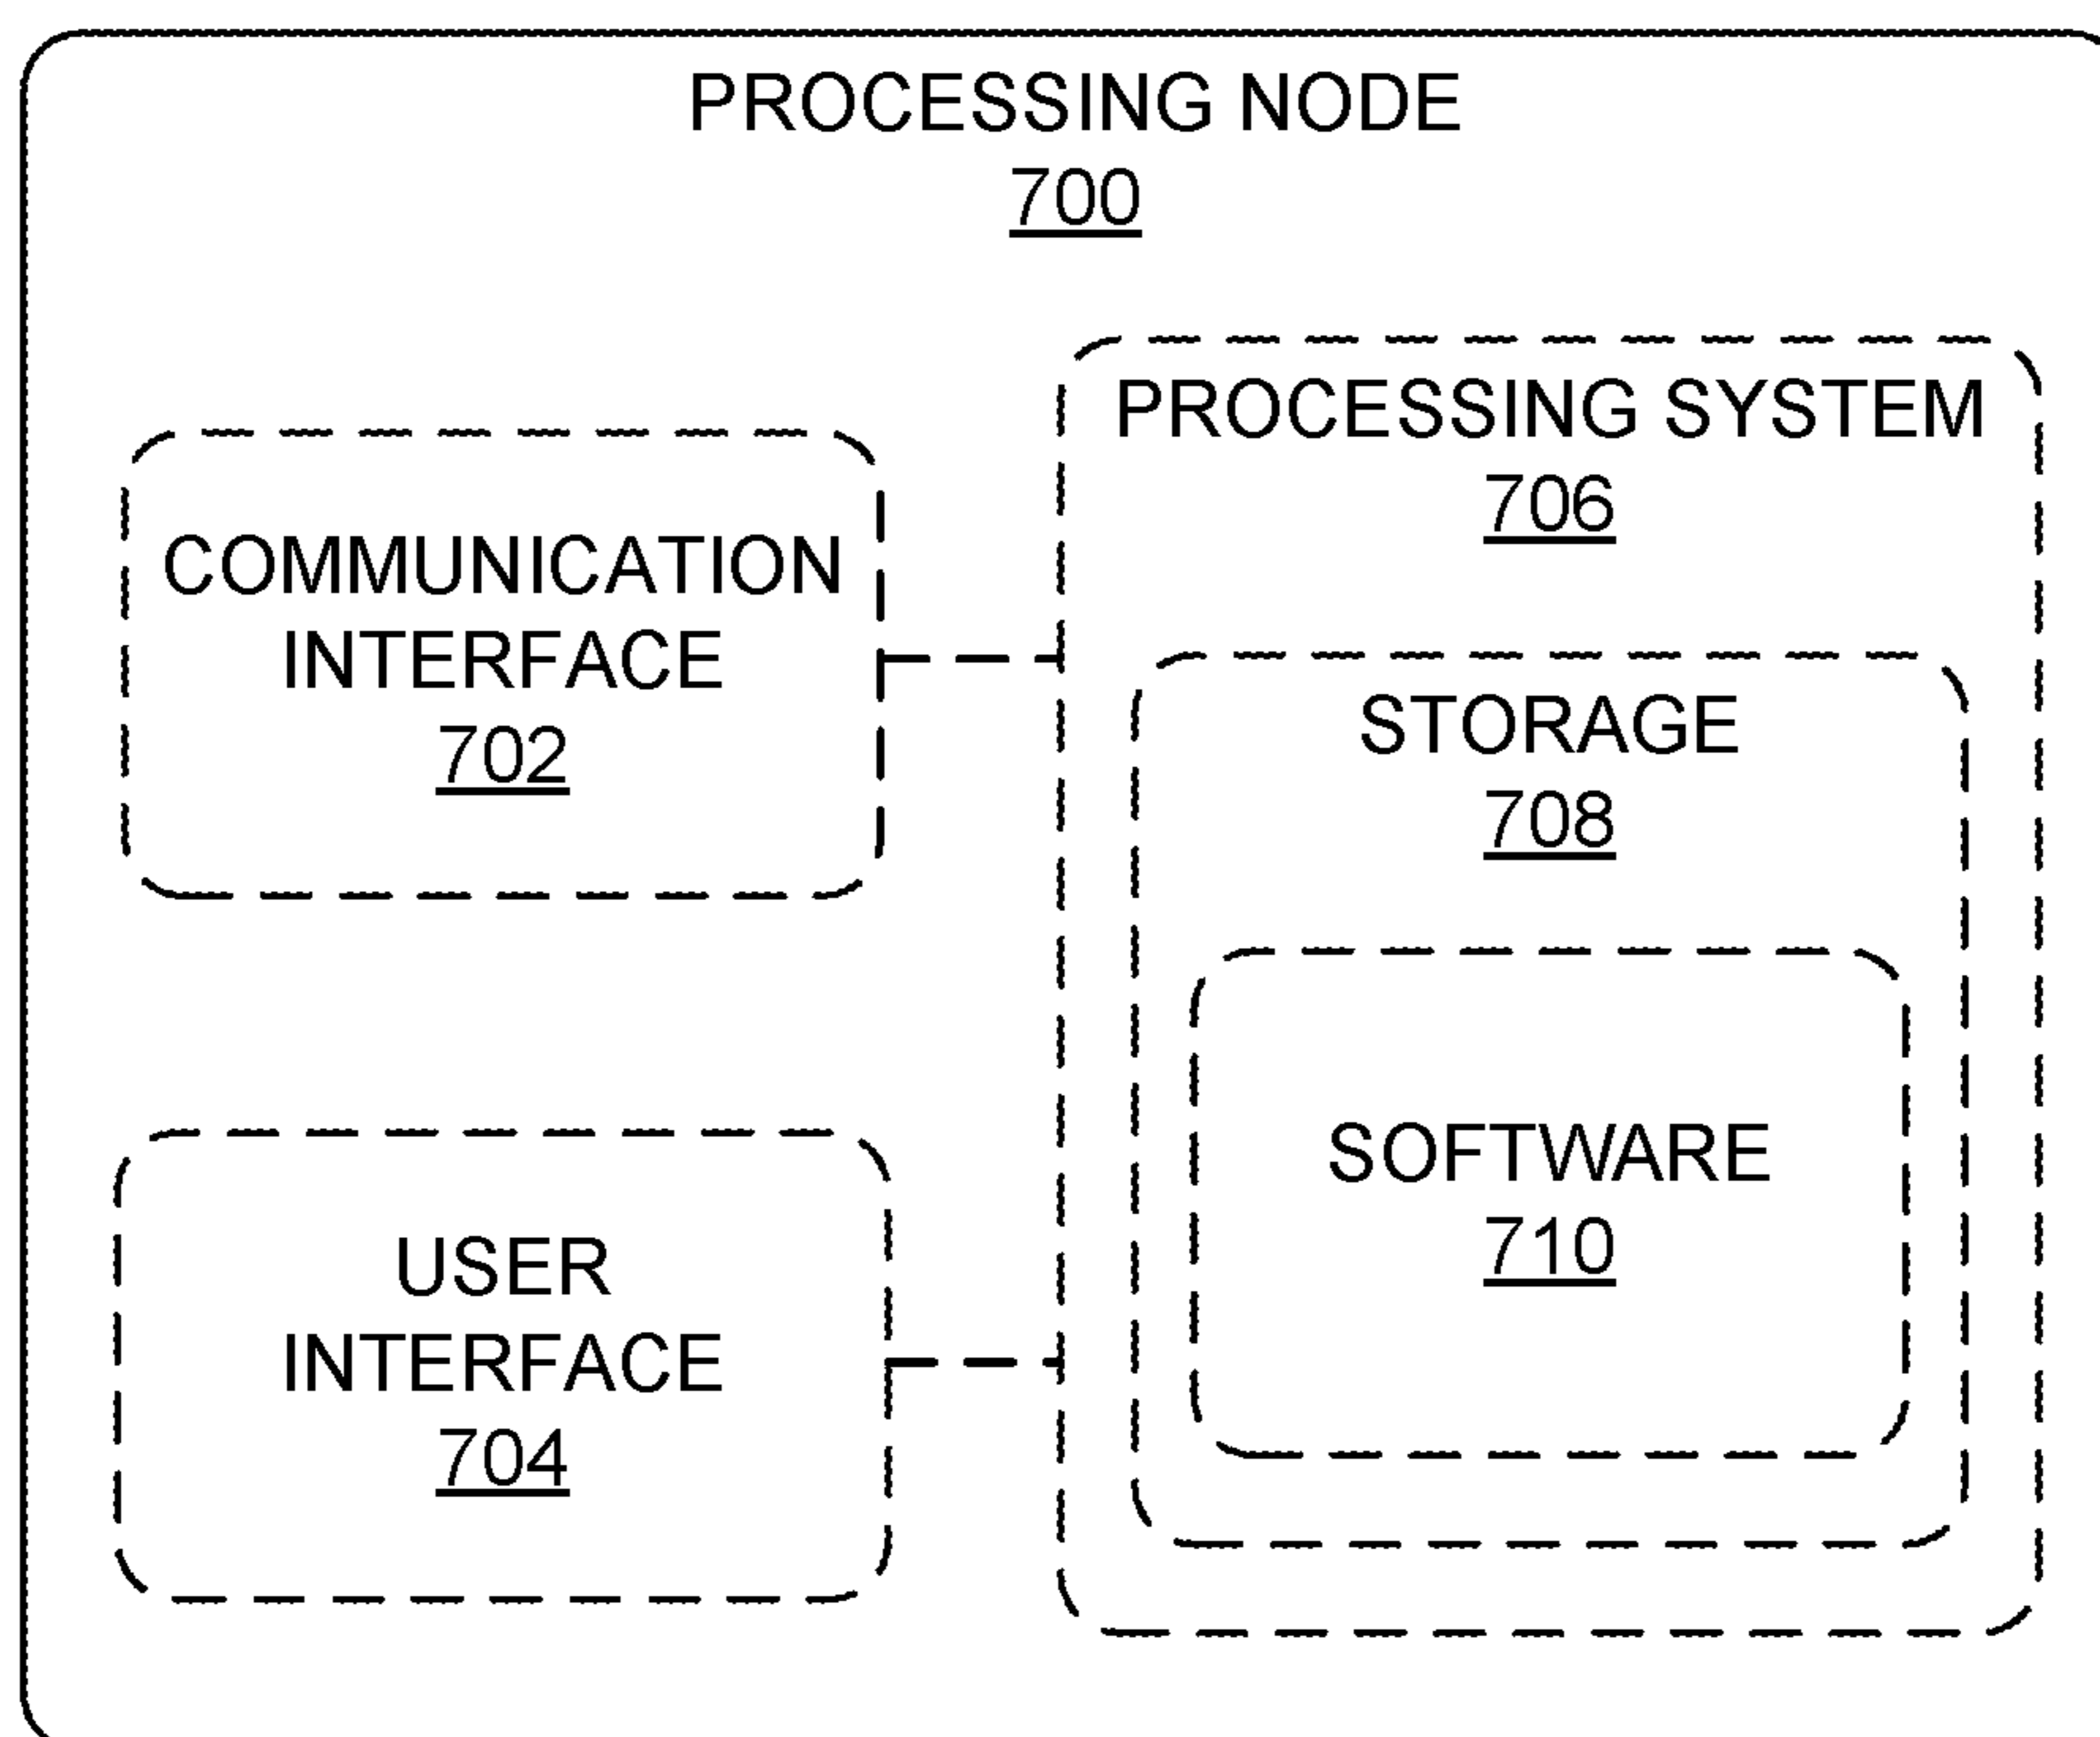 PROCESSING NODE
700
PROCESSING SYSTEM
706
COMMUNICATION
INTERFACE
702
STORAGE
708
SOFTWARE
710
USER
INTERFACE
704